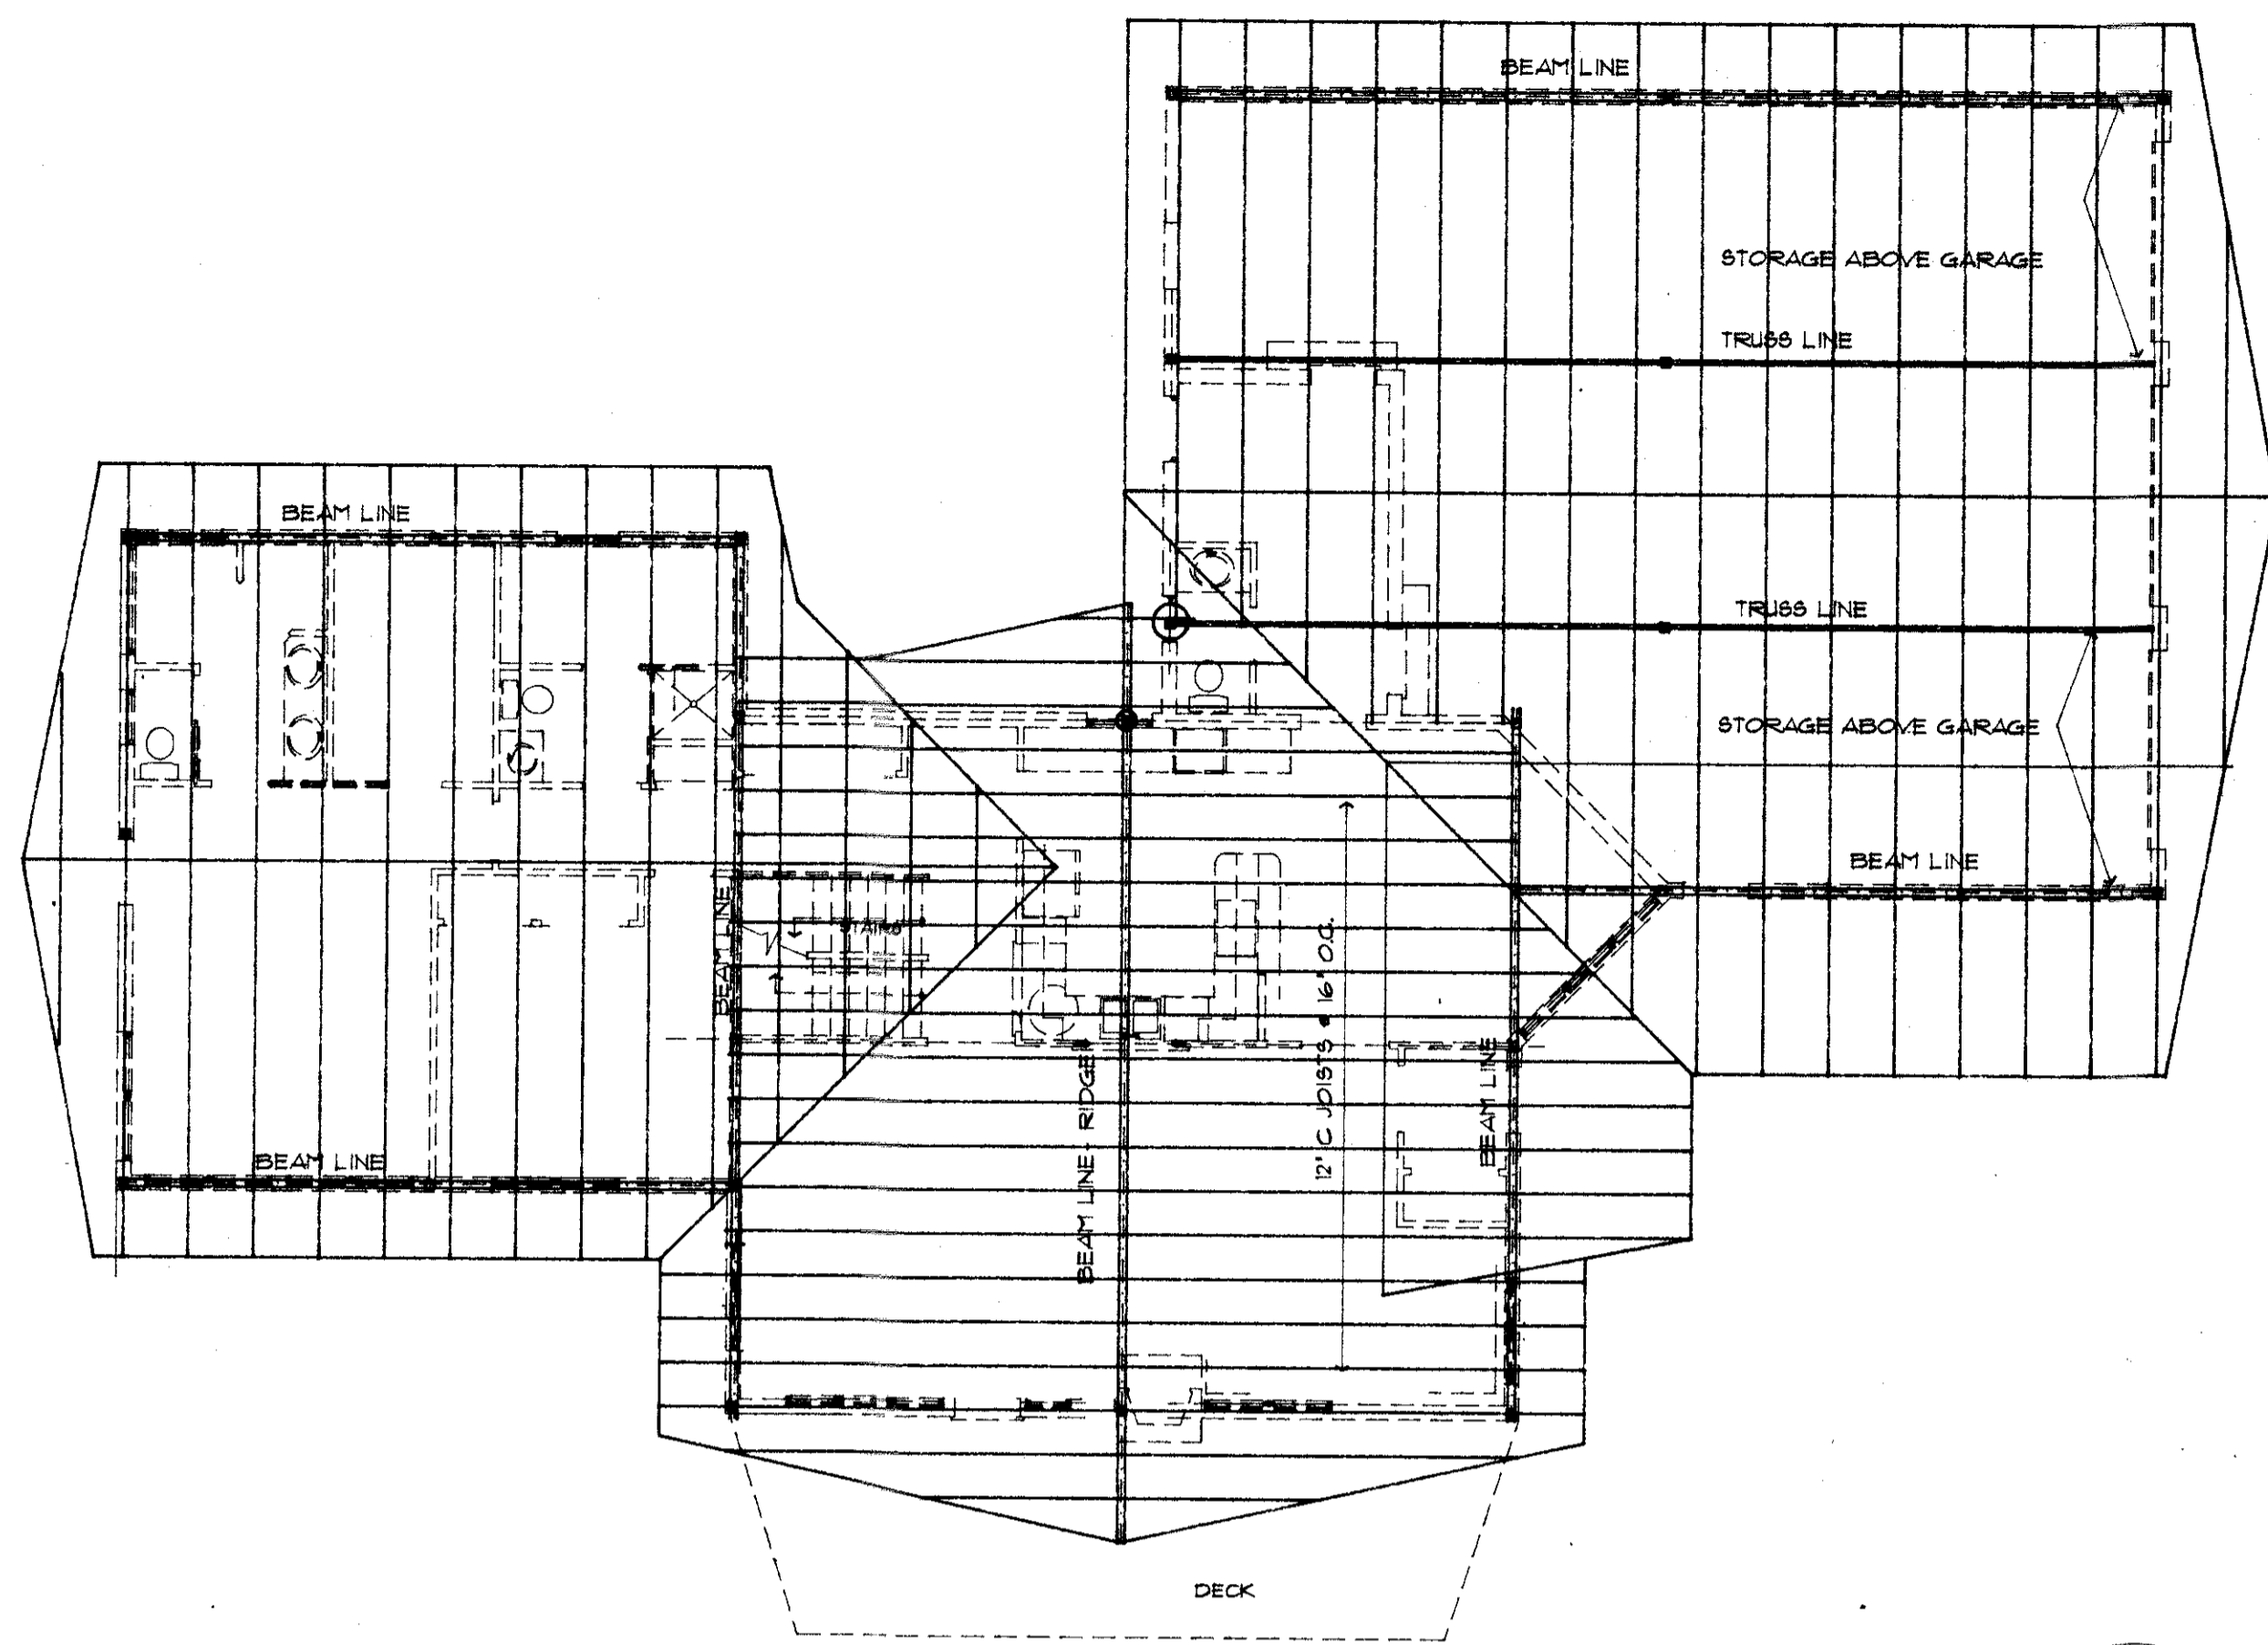 BEAM LINE
STORAGE ABOVE GARAGE
TRUSS LINE
BEAM LINE
TRUSS LINE
STORAGE ABOVE GARAGE
BEAM LINE
BEAM LINE
STAIRS
12" C JOISTS @ 16" O.C.
BEAM LINE - RIDGE
BEAM LINE
BEAM LINE
DECK